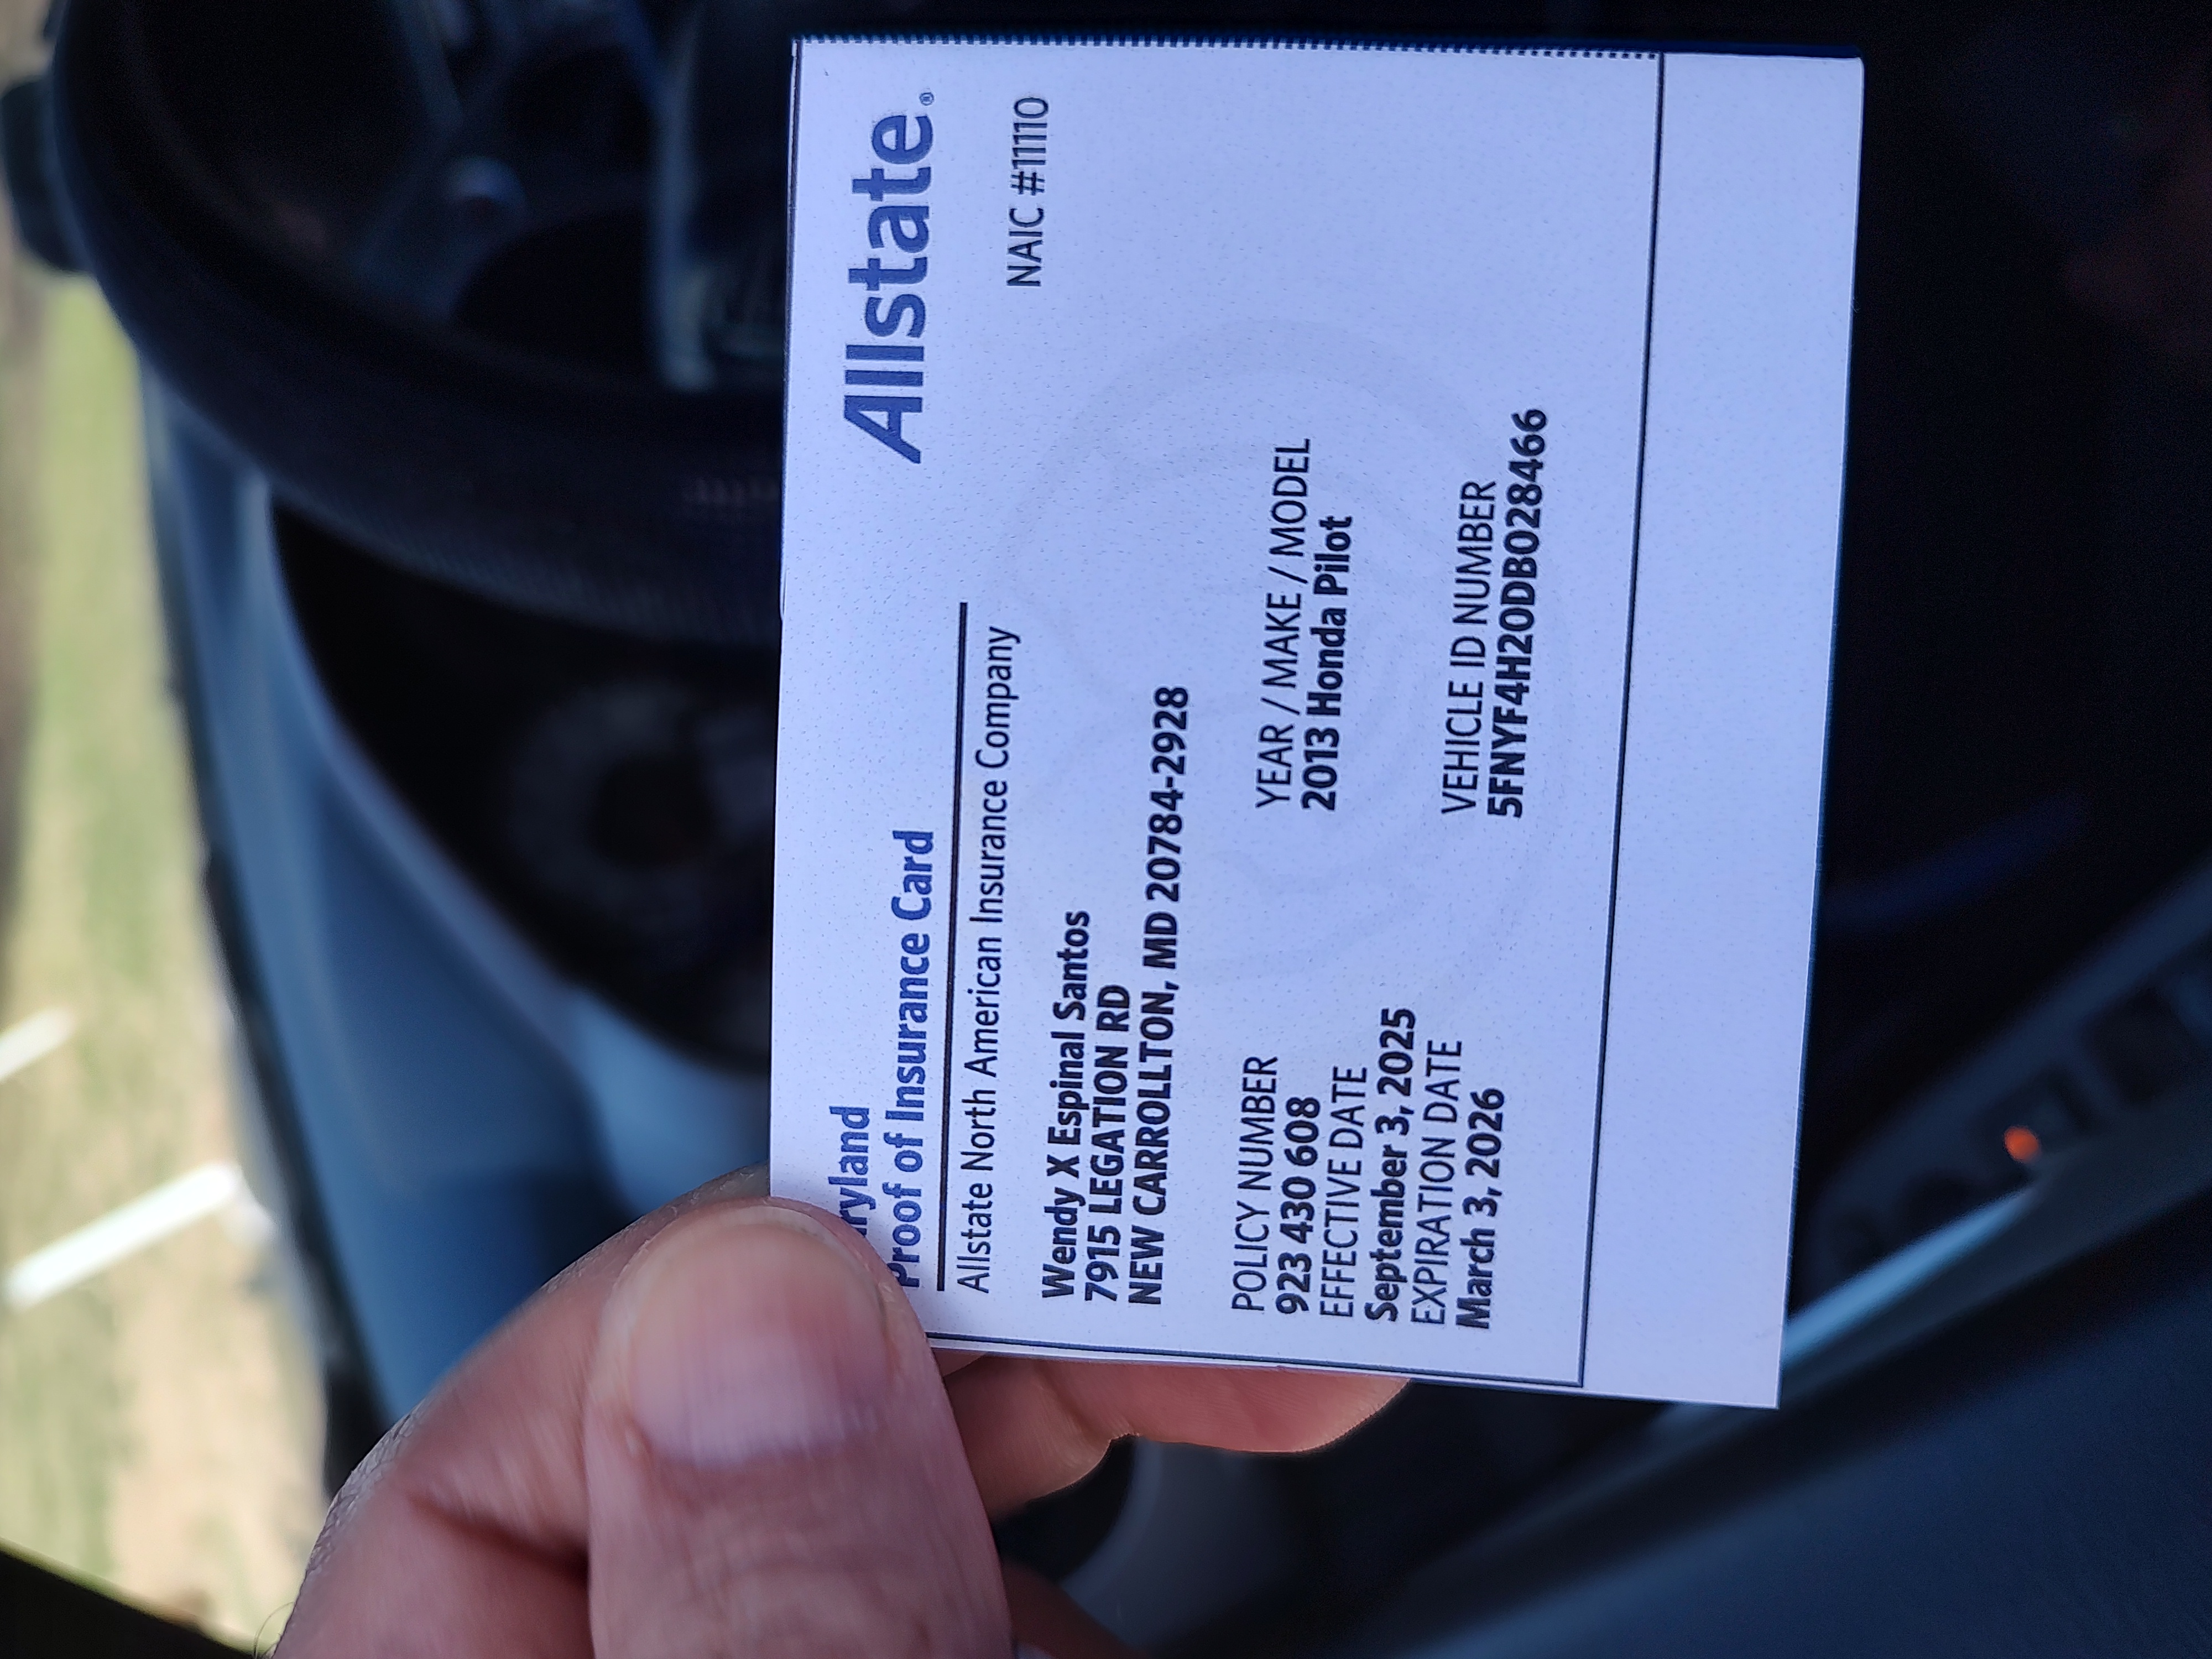 ryland
Proof of Insurance Card
Allstate®
Allstate North American Insurance Company
NAIC #11110
Wendy X Espinal Santos
7915 LEGATION RD
NEW CARROLLTON, MD 20784-2928
POLICY NUMBER
923 430 608
EFFECTIVE DATE
September 3, 2025
EXPIRATION DATE
March 3, 2026
YEAR / MAKE / MODEL
2013 Honda Pilot
VEHICLE ID NUMBER
5FNYF4H20DB028466